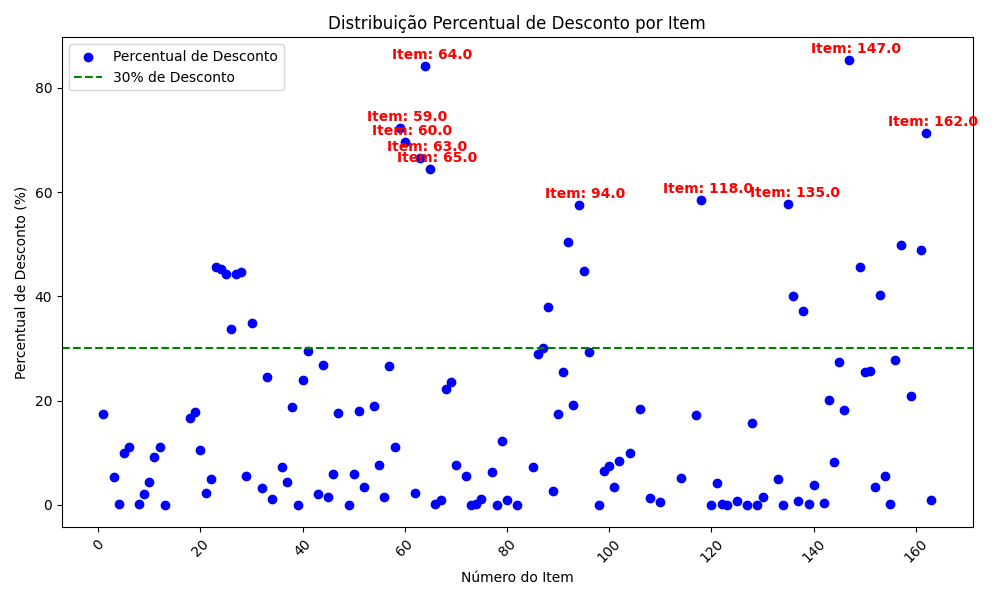 Distribuição Percentual de Desconto por Item
Percentual de Desconto
30% de Desconto
Item: 64.0
Item: 147.0
Item: 59.0
Item: 60.0
Item: 63.0
Item: 65.0
Item: 162.0
Item: 94.0
Item: 118.0
Item: 135.0
Percentual de Desconto (%)
80
60
40
20
0
0
20
40
60
80
100
120
140
160
Número do Item